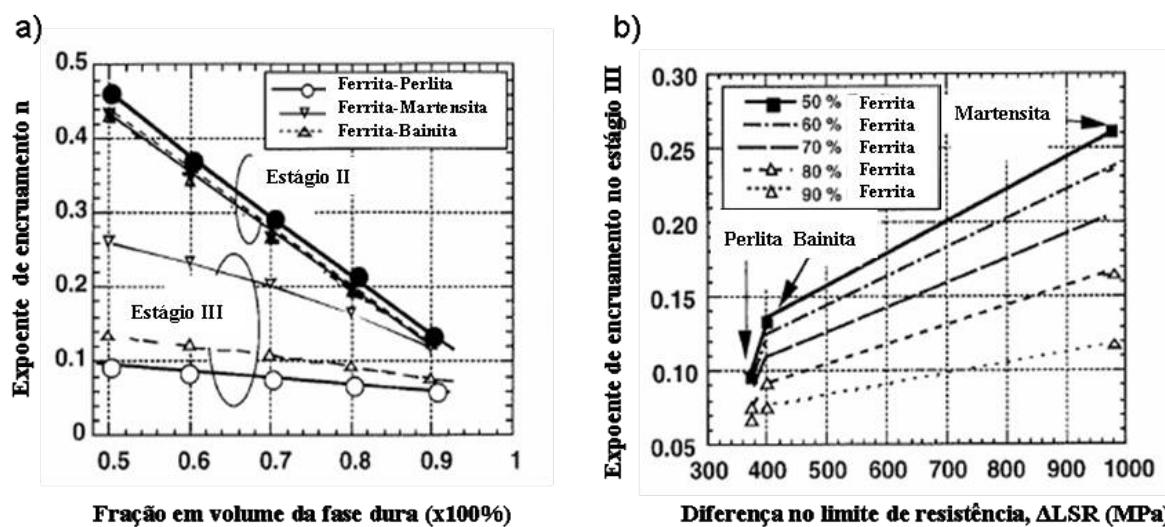 a)
Expoente de encruamento n
0.5
0.4
0.3
0.2
0.1
0
Ferrita-Perlita
Ferrita-Martensita
Ferrita-Bainita
Estágio II
Estágio III
0.5 0.6 0.7 0.8 0.9 1
Fração em volume da fase dura (x100%)
b)
Expoente de encruamento no estágio III
0.30
0.25
0.20
0.15
0.10
0.05
50 % Ferrita
60 % Ferrita
70 % Ferrita
80 % Ferrita
90 % Ferrita
Martensita
Perlita Bainita
300 400 500 600 700 800 900 1000
Diferença no limite de resistência, ΔLSR (MPa)